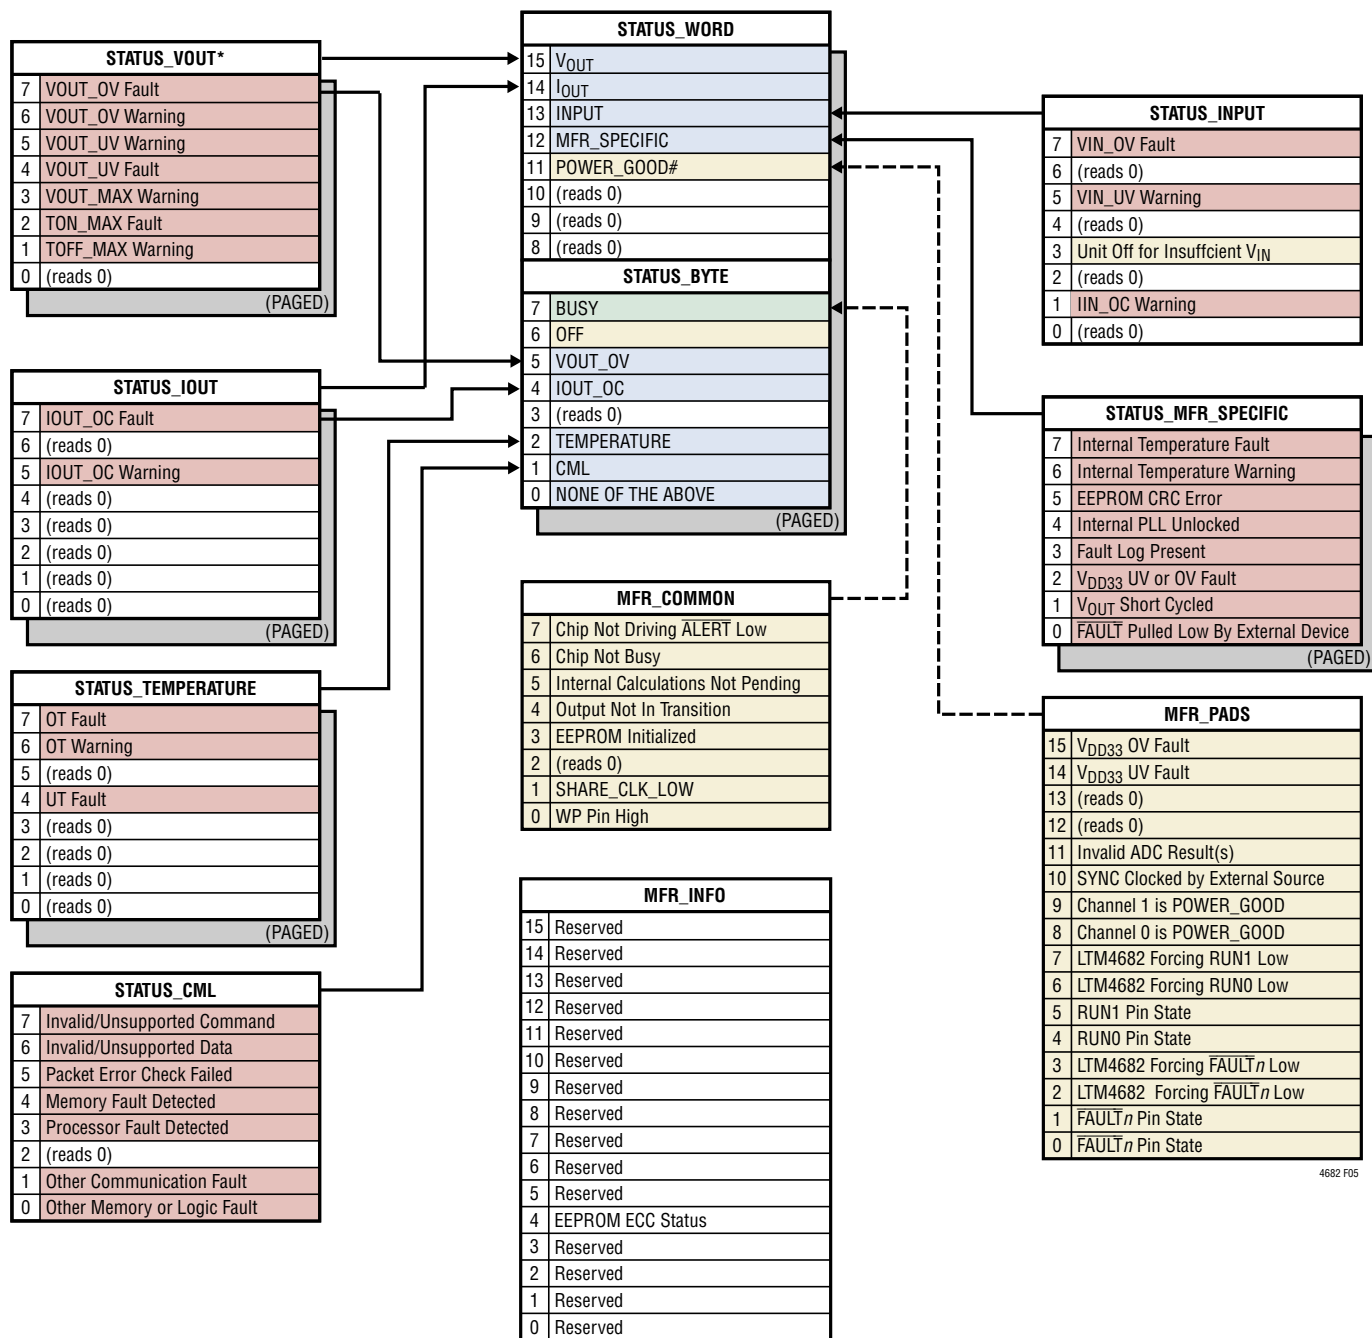 STATUS_VOUT*
7 VOUT_OV Fault
6 VOUT_OV Warning
5 VOUT_UV Warning
4 VOUT_UV Fault
3 VOUT_MAX Warning
2 TON_MAX Fault
1 TOFF_MAX Warning
0 (reads 0)
(PAGED)
STATUS_IOUT
7 IOUT_OC Fault
6 (reads 0)
5 IOUT_OC Warning
4 (reads 0)
3 (reads 0)
2 (reads 0)
1 (reads 0)
0 (reads 0)
(PAGED)
STATUS_TEMPERATURE
7 OT Fault
6 OT Warning
5 (reads 0)
4 UT Fault
3 (reads 0)
2 (reads 0)
1 (reads 0)
0 (reads 0)
(PAGED)
STATUS_CML
7 Invalid/Unsupported Command
6 Invalid/Unsupported Data
5 Packet Error Check Failed
4 Memory Fault Detected
3 Processor Fault Detected
2 (reads 0)
1 Other Communication Fault
0 Other Memory or Logic Fault
STATUS_WORD
15 VOUT
14 IOUT
13 INPUT
12 MFR_SPECIFIC
11 POWER_GOOD#
10 (reads 0)
9 (reads 0)
8 (reads 0)
STATUS_BYTE
7 BUSY
6 OFF
5 VOUT_OV
4 IOUT_OC
3 (reads 0)
2 TEMPERATURE
1 CML
0 NONE OF THE ABOVE
(PAGED)
MFR_COMMON
7 Chip Not Driving ALERT Low
6 Chip Not Busy
5 Internal Calculations Not Pending
4 Output Not In Transition
3 EEPROM Initialized
2 (reads 0)
1 SHARE_CLK_LOW
0 WP Pin High
MFR_INFO
15 Reserved
14 Reserved
13 Reserved
12 Reserved
11 Reserved
10 Reserved
9 Reserved
8 Reserved
7 Reserved
6 Reserved
5 Reserved
4 EEPROM ECC Status
3 Reserved
2 Reserved
1 Reserved
0 Reserved
STATUS_INPUT
7 VIN_OV Fault
6 (reads 0)
5 VIN_UV Warning
4 (reads 0)
3 Unit Off for Insuffcient VIN
2 (reads 0)
1 IIN_OC Warning
0 (reads 0)
STATUS_MFR_SPECIFIC
7 Internal Temperature Fault
6 Internal Temperature Warning
5 EEPROM CRC Error
4 Internal PLL Unlocked
3 Fault Log Present
2 VDD33 UV or OV Fault
1 VOUT Short Cycled
0 FAULT Pulled Low By External Device
(PAGED)
MFR_PADS
15 VDD33 OV Fault
14 VDD33 UV Fault
13 (reads 0)
12 (reads 0)
11 Invalid ADC Result(s)
10 SYNC Clocked by External Source
9 Channel 1 is POWER_GOOD
8 Channel 0 is POWER_GOOD
7 LTM4682 Forcing RUN1 Low
6 LTM4682 Forcing RUN0 Low
5 RUN1 Pin State
4 RUN0 Pin State
3 LTM4682 Forcing FAULTn Low
2 LTM4682 Forcing FAULTn Low
1 FAULTn Pin State
0 FAULTn Pin State
4682 F05